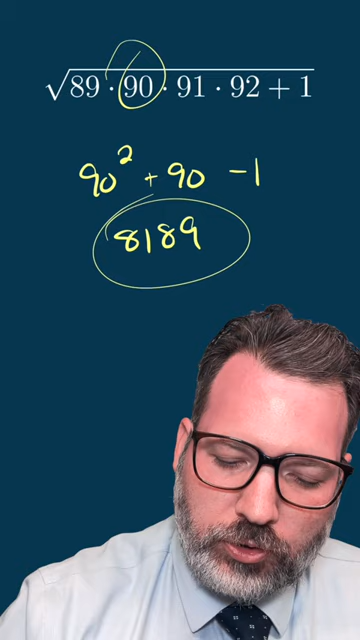 √89 · 90 · 91 · 92 + 1
90² + 90 - 1
8189